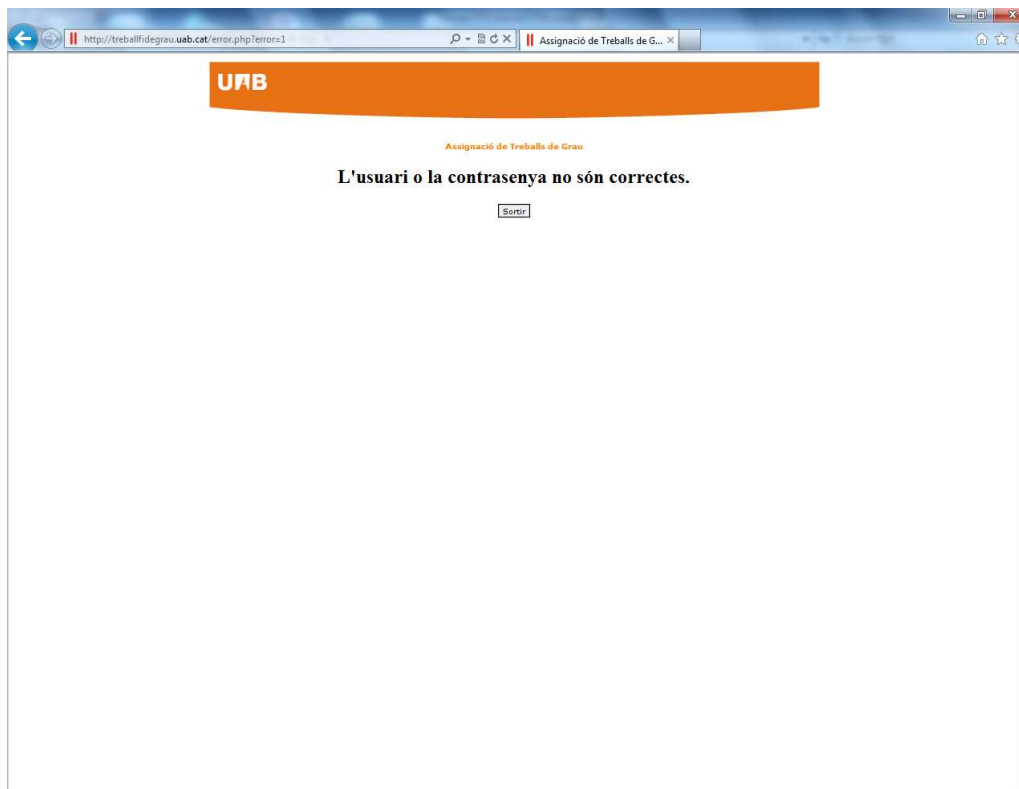 http://treballfidegrau.uab.cat/error.php?error=1
Assignació de Treballs de G...
UAB
Assignació de Treballs de Grau
L'usuari o la contrasenya no són correctes.
Sortir